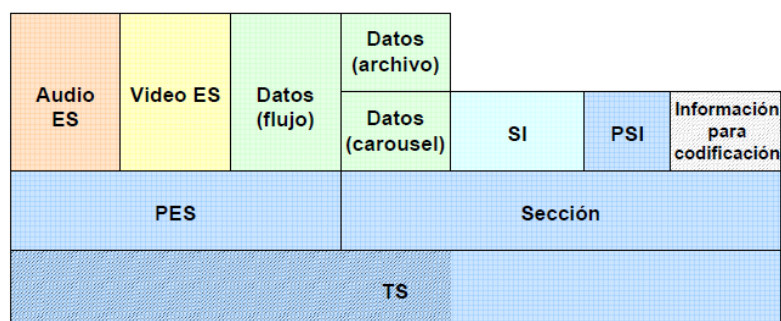 Audio
ES
Video ES
Datos
(flujo)
Datos
(archivo)
Datos
(carousel)
SI
PSI
Información
para
codificación
PES
Sección
TS